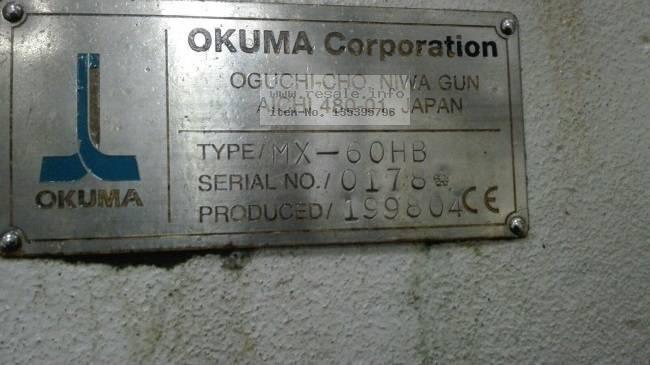 OKUMA Corporation
OGUCHI-CHO, NIWA GUN
AICHI 480-01, JAPAN
www.resale.info
item-No. 135395796
TYPE/MX-60HB
SERIAL NO./0178
PRODUCED/199804 CE
OKUMA